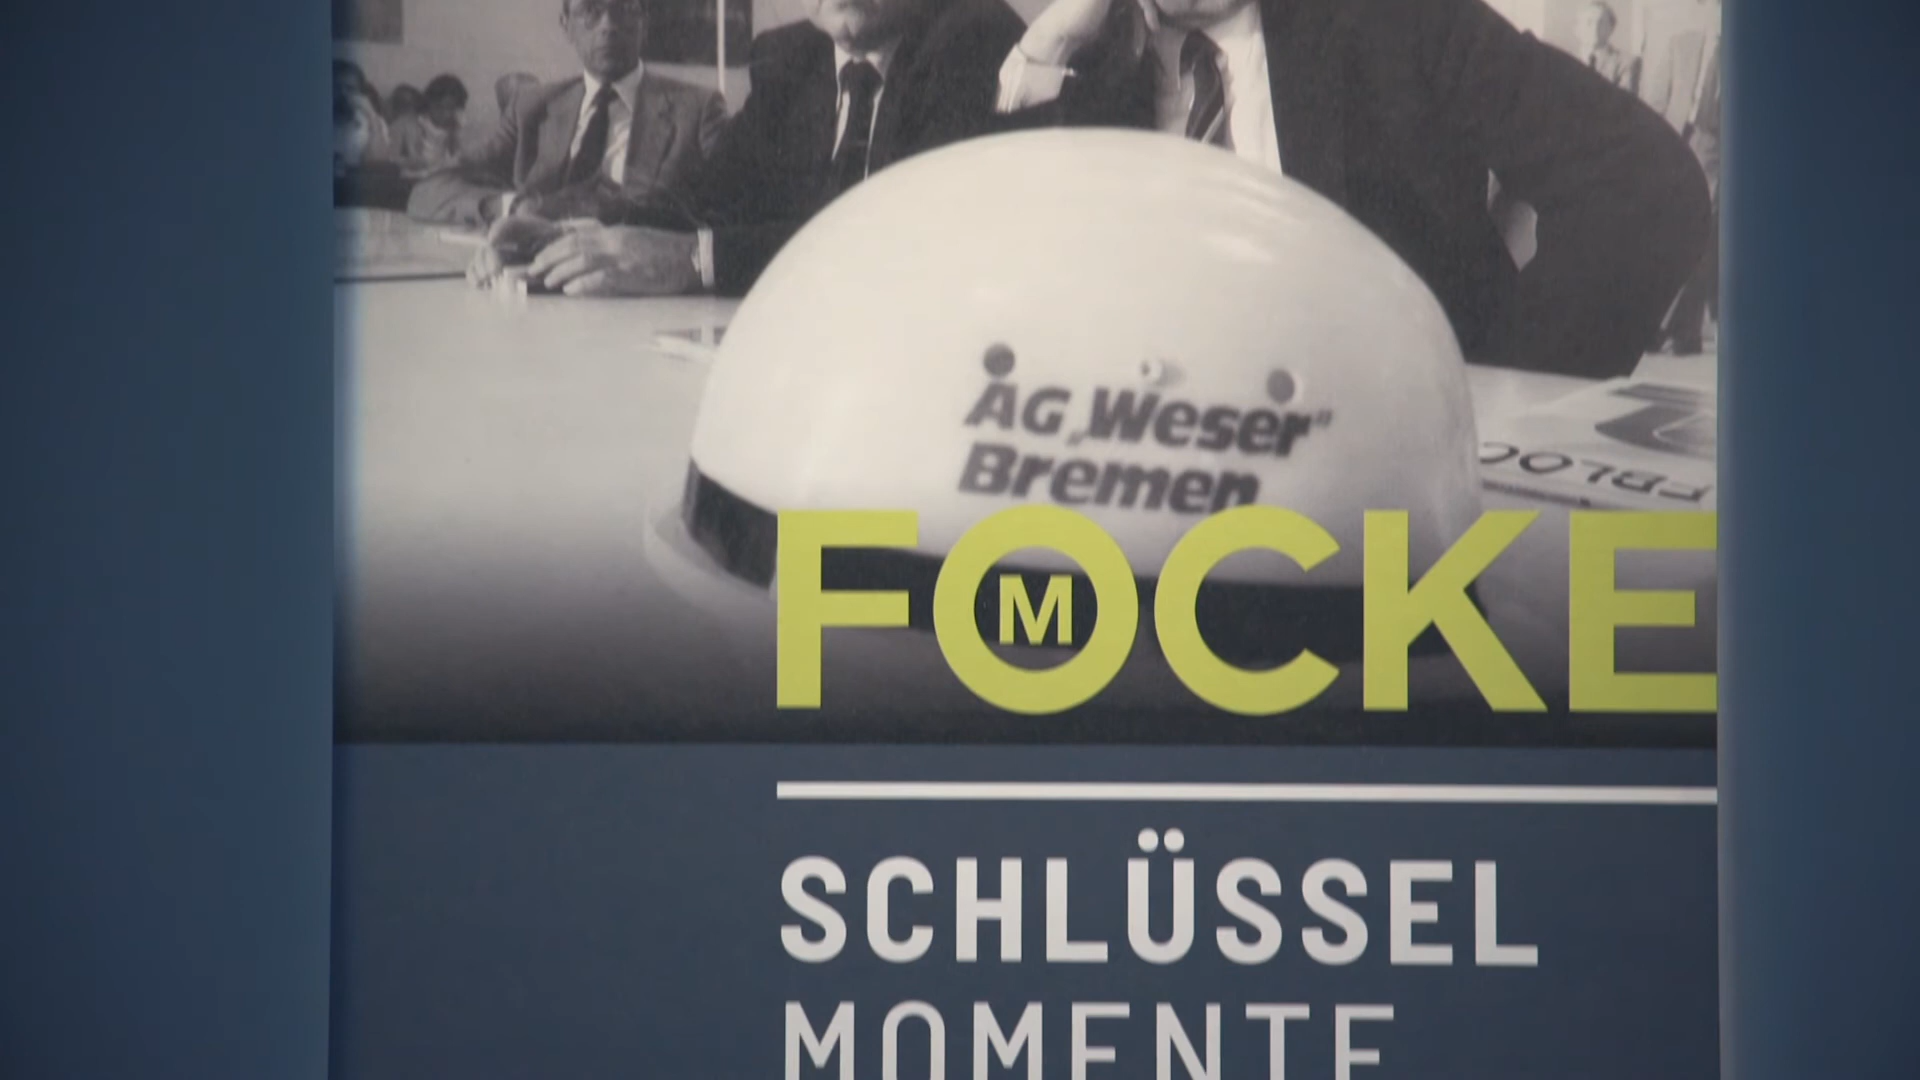 AG „Weser"
Bremen
FOCKE
M
SCHLÜSSEL
MOMENTE